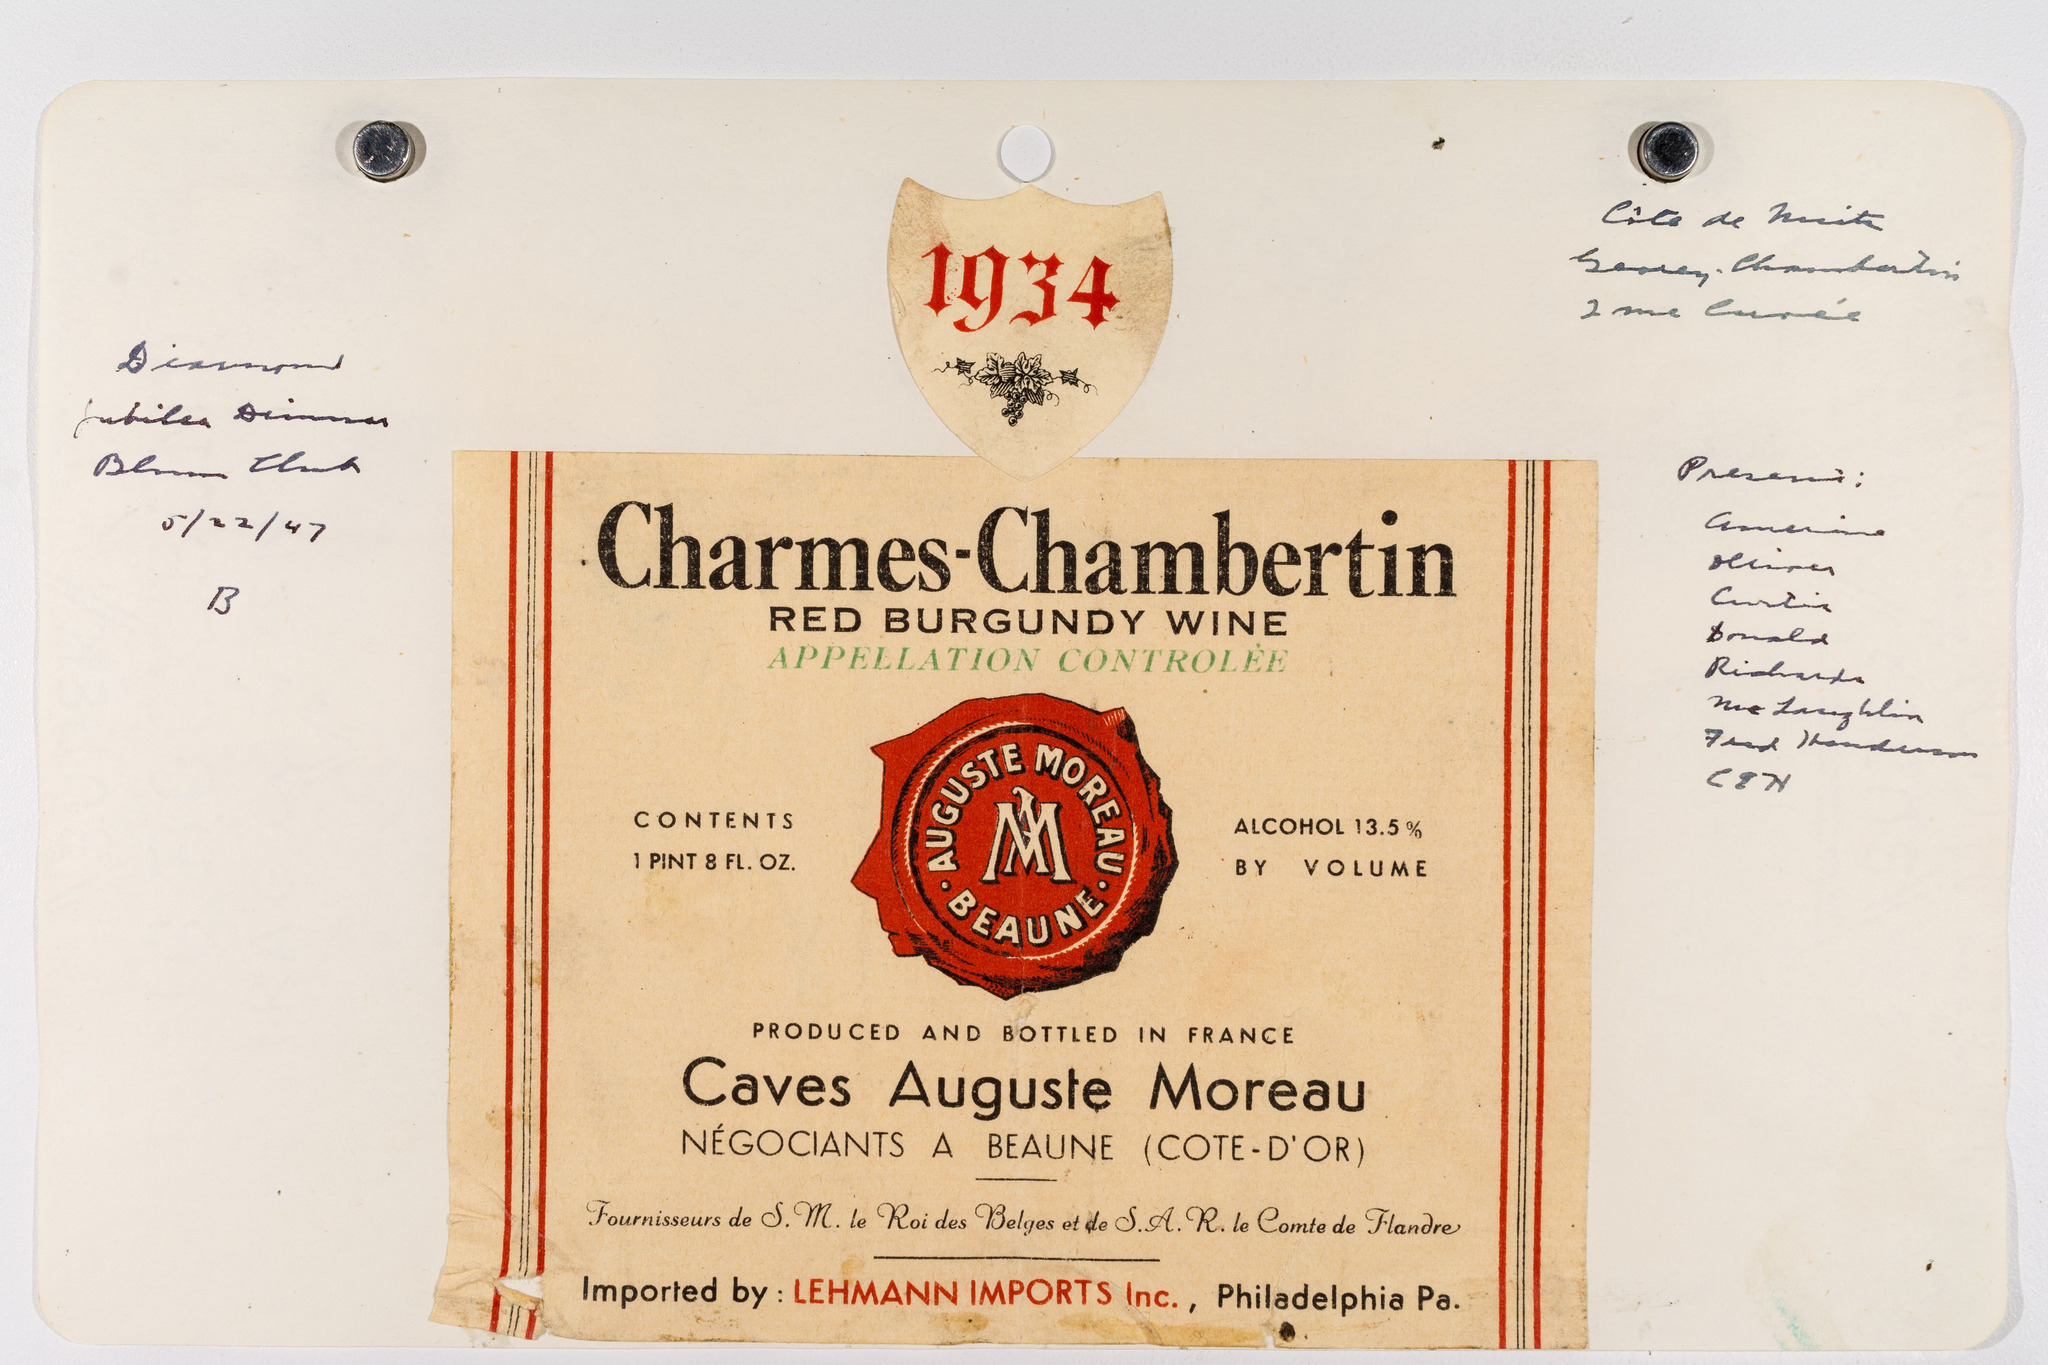 1934
Côte de Nuits
Gevrey-Chambertin
2me Cuvée
Diamond
Jubilee Dinner
Club
5/22/47
B
Present:
Amerine
Oliver
Curtis
Donald
Richards
McLaughlin
Fred Henderson
Charmes-Chambertin
RED BURGUNDY WINE
APPELLATION CONTROLÉE
AUGUSTE MOREAU
AM
· BEAUNE ·
CONTENTS
1 PINT 8 FL. OZ.
ALCOHOL 13.5 %
BY VOLUME
PRODUCED AND BOTTLED IN FRANCE
Caves Auguste Moreau
NÉGOCIANTS A BEAUNE (COTE-D'OR)
Fournisseurs de S.M. le Roi des Belges et de S.A.R. le Comte de Flandre
Imported by : LEHMANN IMPORTS Inc., Philadelphia Pa.